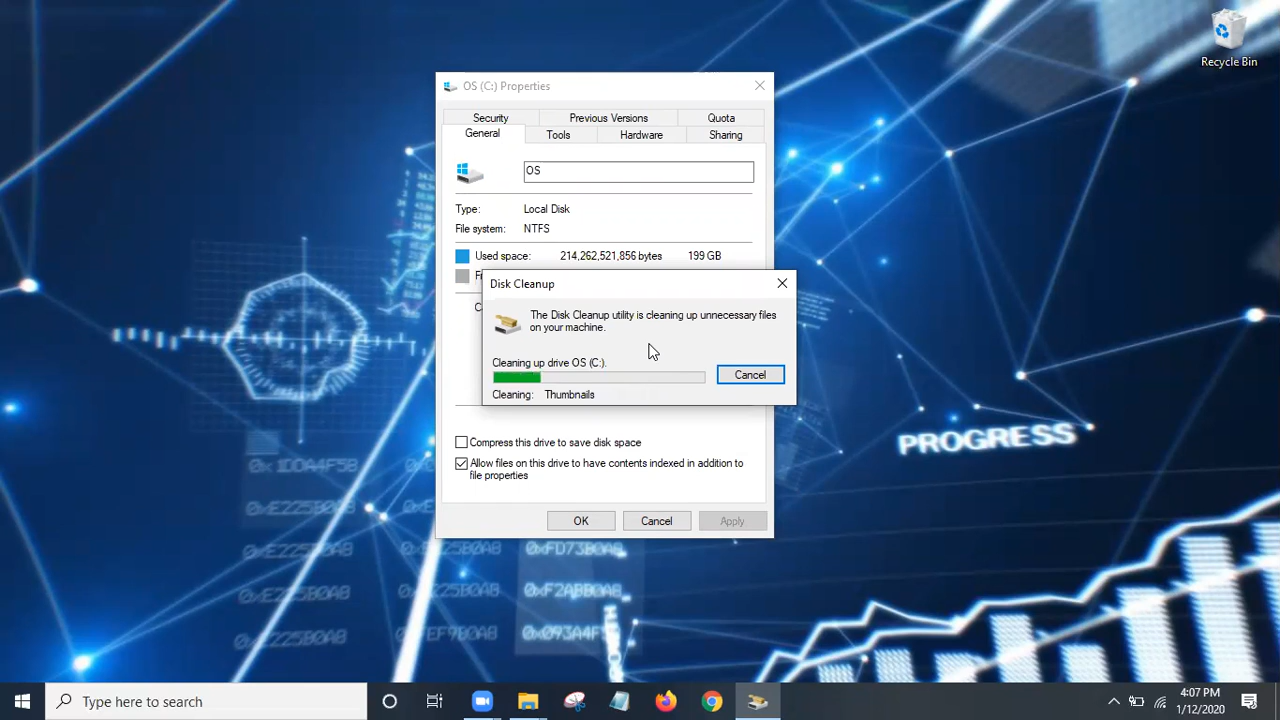 Recycle Bin
OS (C:) Properties
Security
Previous Versions
Quota
General
Tools
Hardware
Sharing
OS
Type:
Local Disk
File system:
NTFS
Used space:
214,262,521,856 bytes
199 GB
Disk Cleanup
The Disk Cleanup utility is cleaning up unnecessary files
on your machine.
Cleaning up drive OS (C:).
Cancel
Cleaning:
Thumbnails
Compress this drive to save disk space
Allow files on this drive to have contents indexed in addition to
file properties
OK
Cancel
Apply
PROGRESS
0xE225B0A8
Type here to search
4:07 PM
1/12/2020